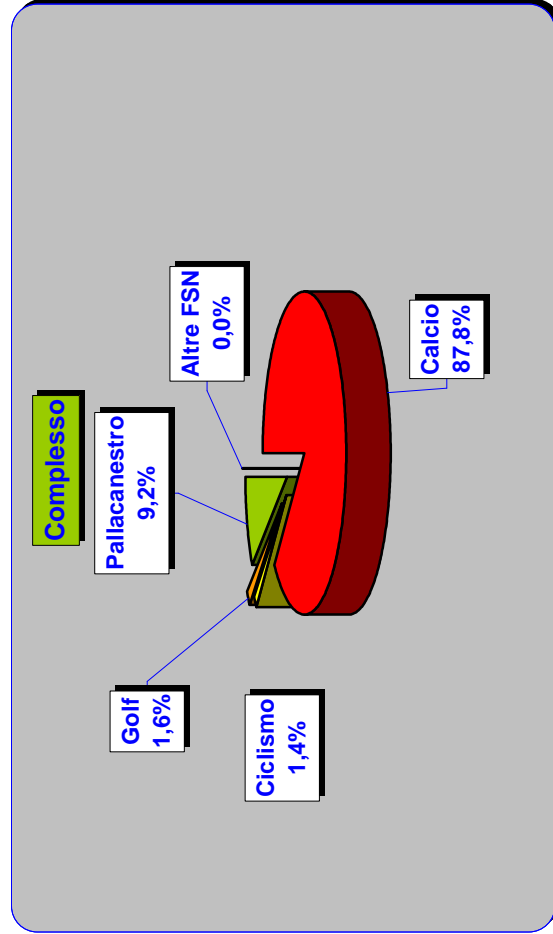 Complesso
Pallacanestro
9,2%
Altre FSN
0,0%
Golf
1,6%
Ciclismo
1,4%
Calcio
87,8%